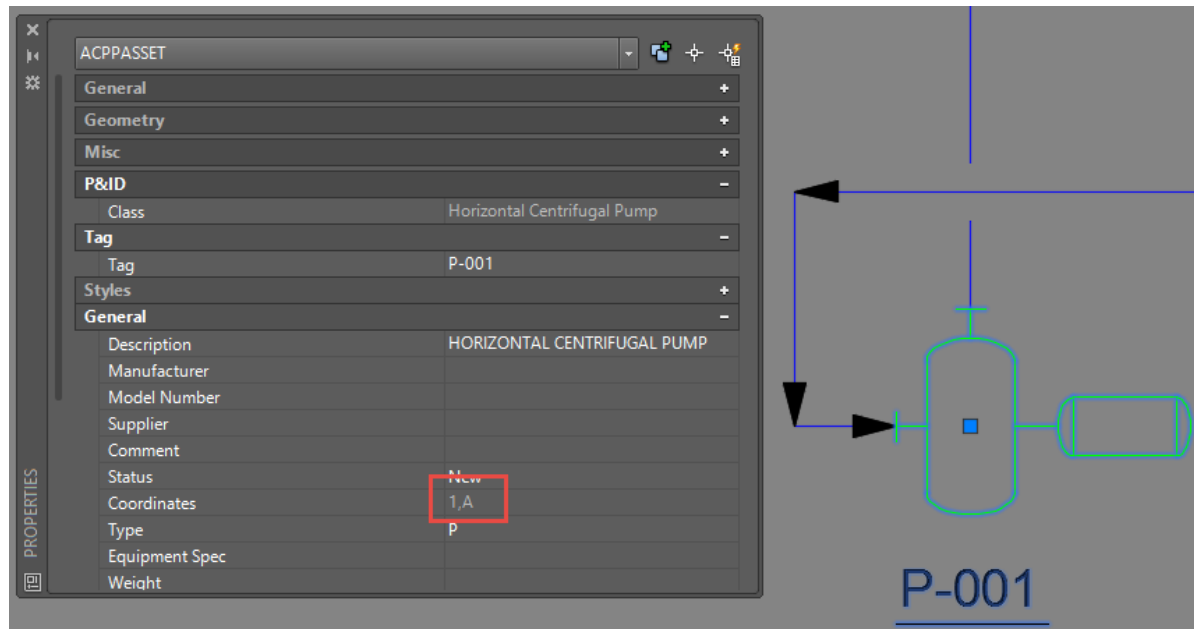 ACPPASSET
General
Geometry
Misc
P&ID
Class Horizontal Centrifugal Pump
Tag
Tag P-001
Styles
General
Description HORIZONTAL CENTRIFUGAL PUMP
Manufacturer
Model Number
Supplier
Comment
Status New
Coordinates 1,A
Type P
Equipment Spec
Weight
PROPERTIES
P-001